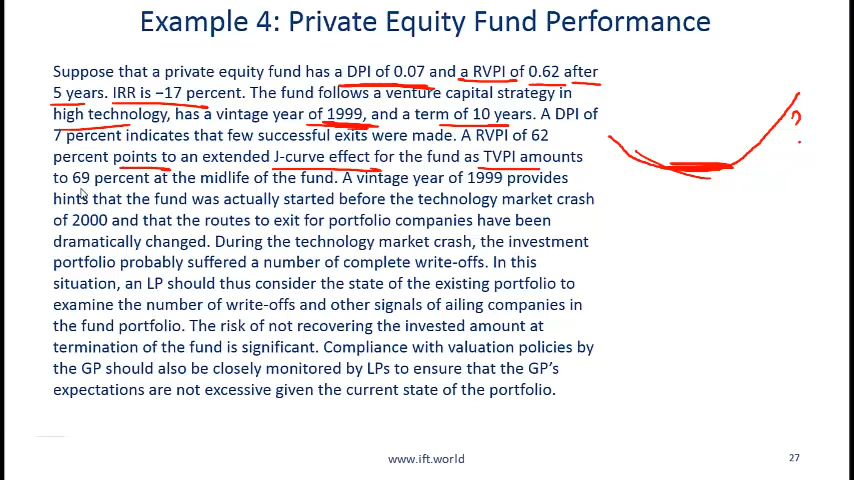 Example 4: Private Equity Fund Performance
Suppose that a private equity fund has a DPI of 0.07 and a RVPI of 0.62 after
5 years. IRR is −17 percent. The fund follows a venture capital strategy in
high technology, has a vintage year of 1999, and a term of 10 years. A DPI of
7 percent indicates that few successful exits were made. A RVPI of 62
percent points to an extended J-curve effect for the fund as TVPI amounts
to 69 percent at the midlife of the fund. A vintage year of 1999 provides
hints that the fund was actually started before the technology market crash
of 2000 and that the routes to exit for portfolio companies have been
dramatically changed. During the technology market crash, the investment
portfolio probably suffered a number of complete write-offs. In this
situation, an LP should thus consider the state of the existing portfolio to
examine the number of write-offs and other signals of ailing companies in
the fund portfolio. The risk of not recovering the invested amount at
termination of the fund is significant. Compliance with valuation policies by
the GP should also be closely monitored by LPs to ensure that the GP's
expectations are not excessive given the current state of the portfolio.
?
www.ift.world
27